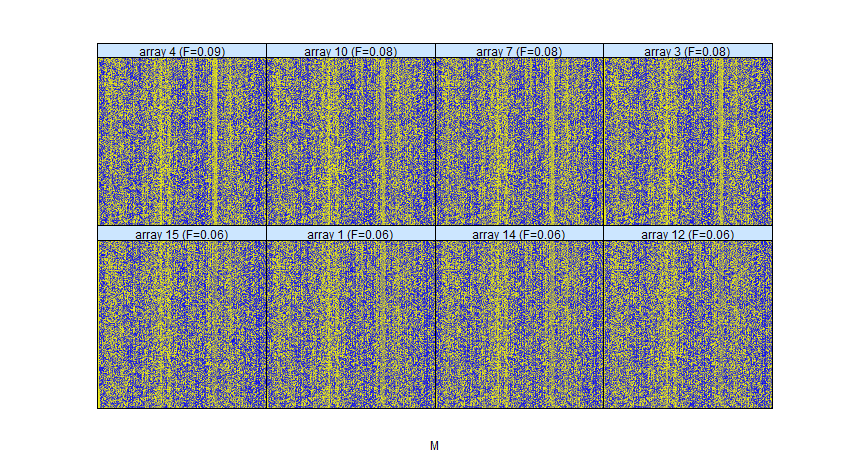 array 4 (F=0.09) array 10 (F=0.08) array 7 (F=0.08) array 3 (F=0.08)
array 15 (F=0.06) array 1 (F=0.06) array 14 (F=0.06) array 12 (F=0.06)
M